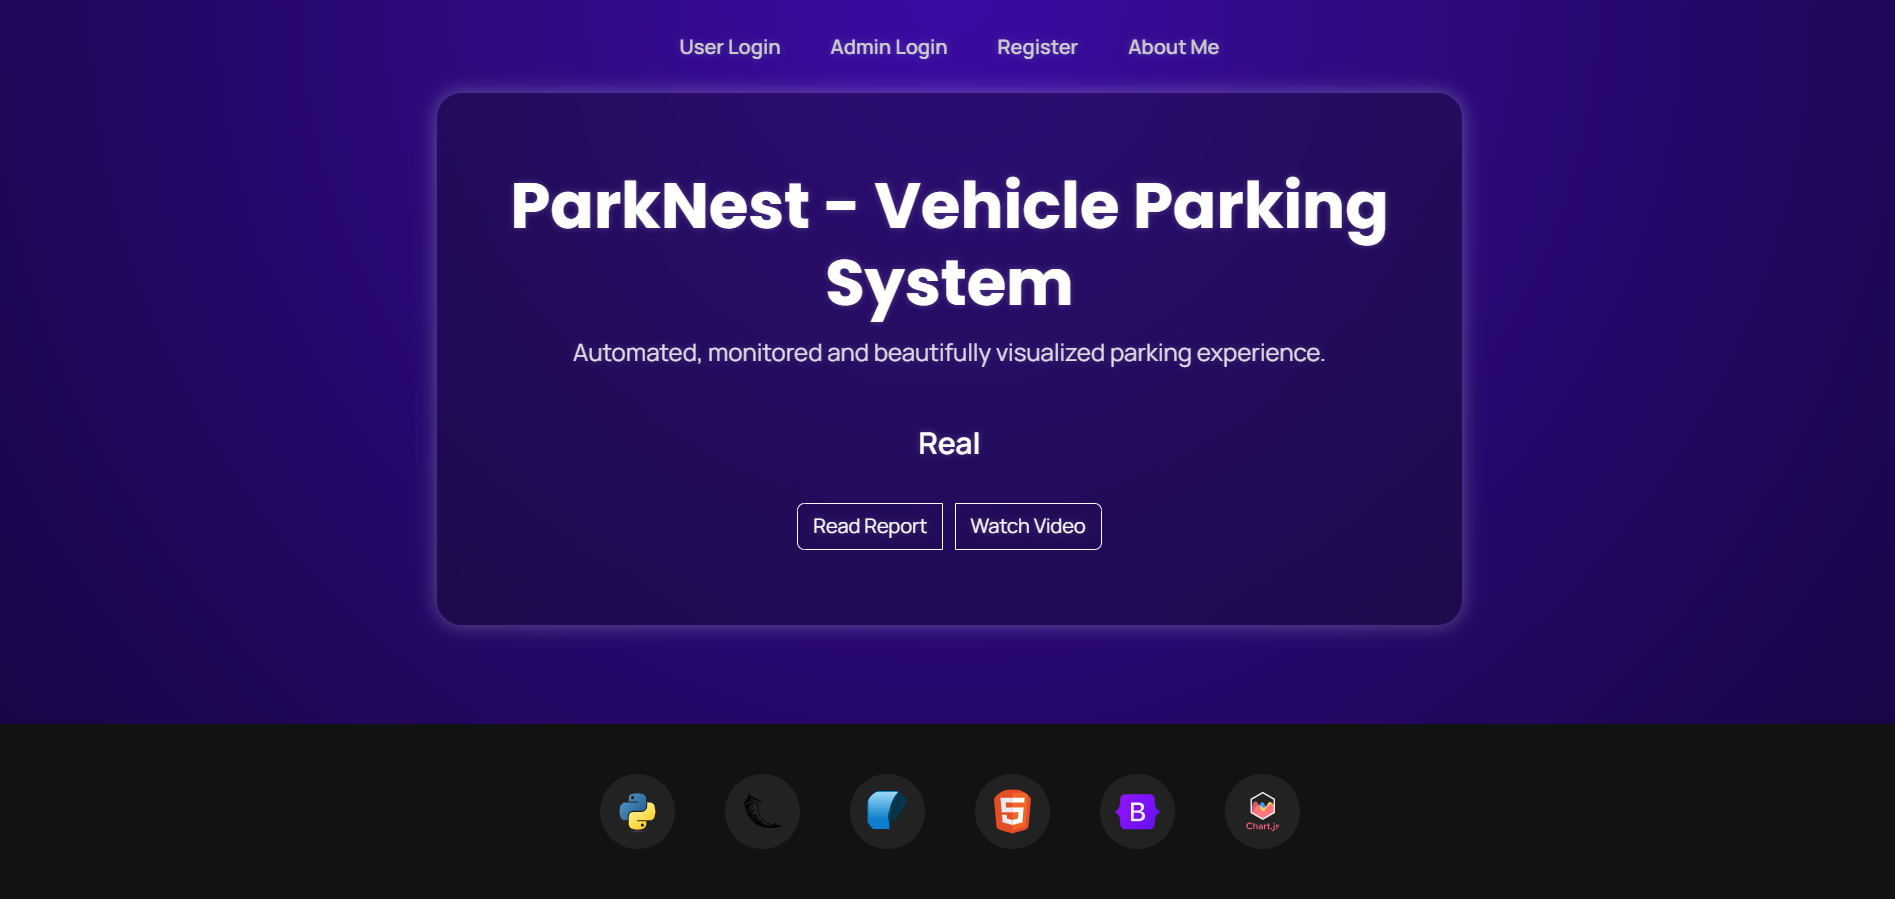 User Login Admin Login Register About Me
ParkNest - Vehicle Parking
System
Automated, monitored and beautifully visualized parking experience.
Real
Read Report Watch Video
B
Chart.js